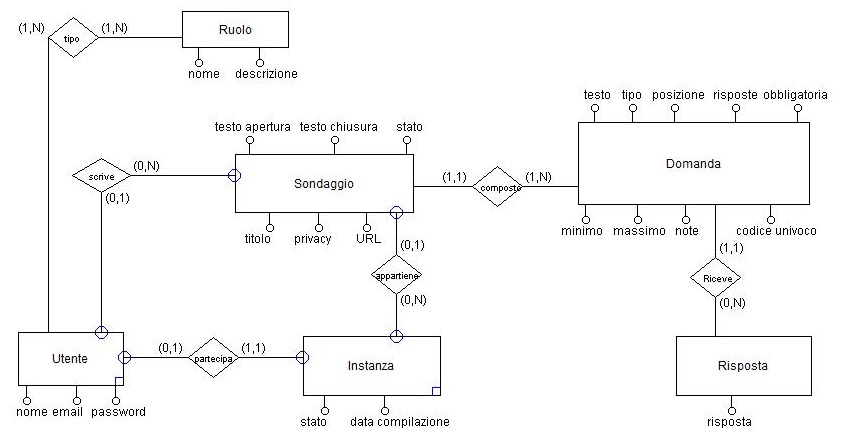 (1,N) tipo (1,N) Ruolo
nome descrizione
testo tipo posizione risposte obbligatoria
testo apertura testo chiusura stato
Domanda
scrive (0,N) Sondaggio (1,1) composto (1,N)
(0,1)
titolo privacy URL
minimo massimo note codice univoco
(0,1)
(1,1)
appartiene
Riceve
(0,N)
(0,N)
Utente (0,1) partecipa (1,1) Instanza
Risposta
nome email password
stato data compilazione
risposta